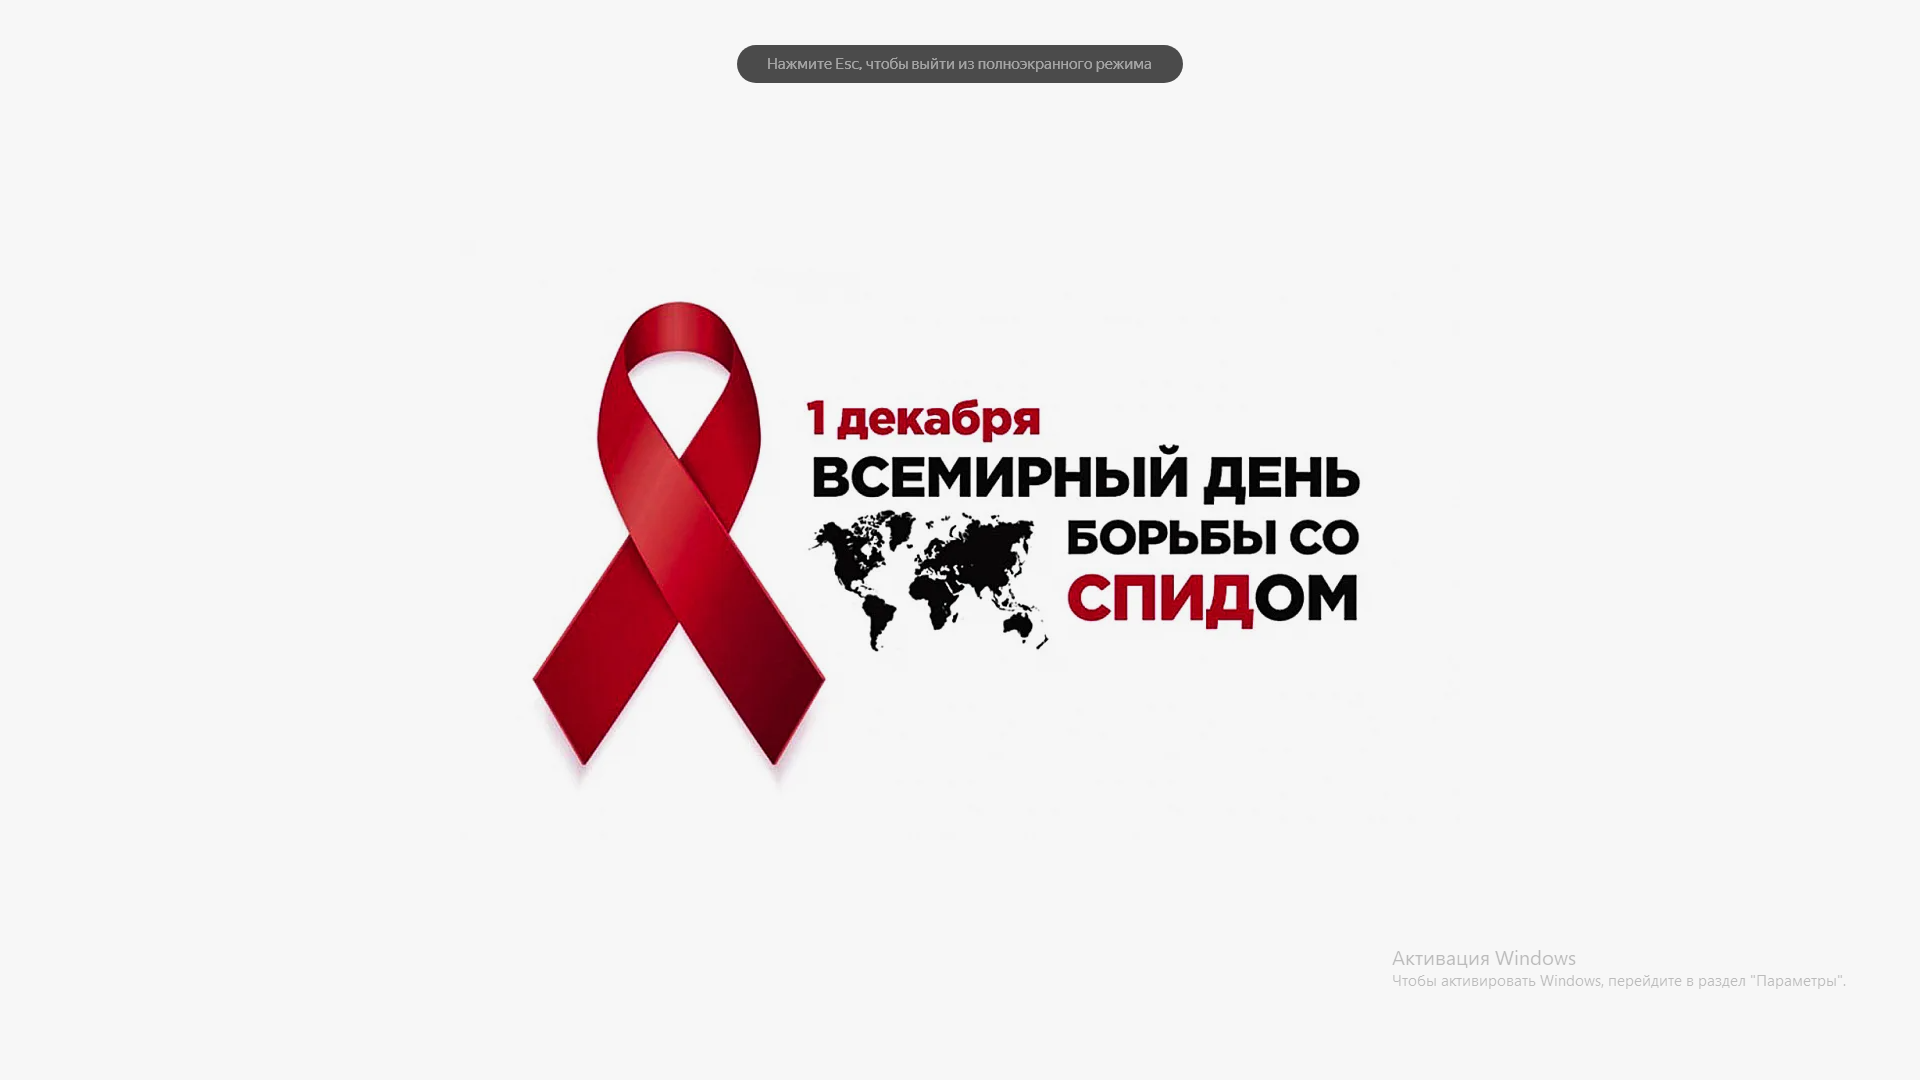 Нажмите Esc, чтобы выйти из полноэкранного режима
1 декабря
ВСЕМИРНЫЙ ДЕНЬ
БОРЬБЫ СО
СПИДОМ
Активация Windows
Чтобы активировать Windows, перейдите в раздел "Параметры".